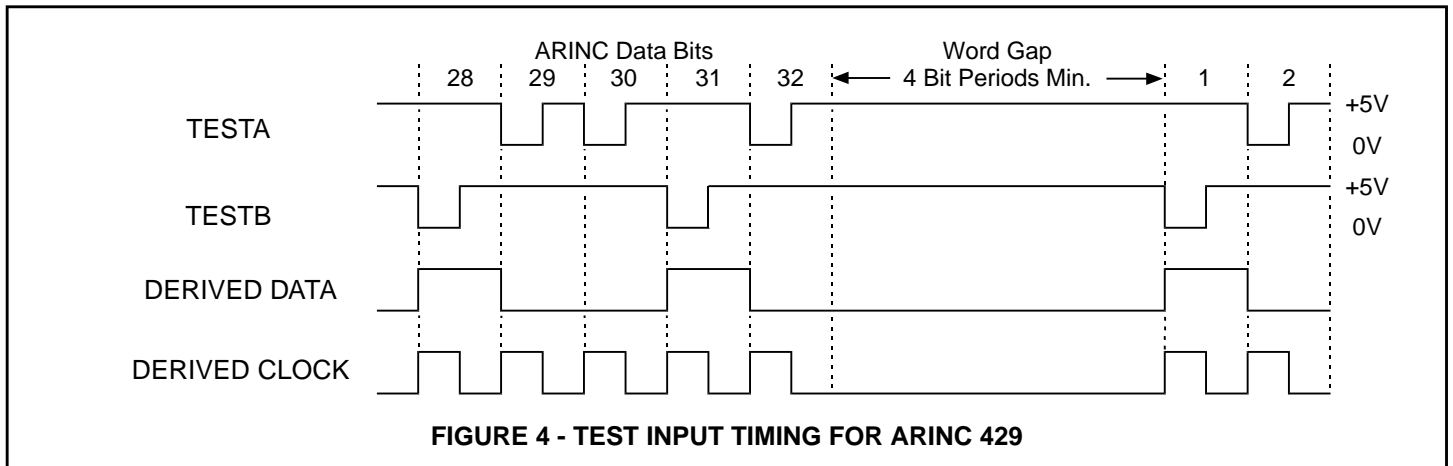 ARINC Data Bits Word Gap
28 29 30 31 32 4 Bit Periods Min. 1 2
TESTA +5V
0V
TESTB +5V
0V
DERIVED DATA
DERIVED CLOCK
FIGURE 4 - TEST INPUT TIMING FOR ARINC 429